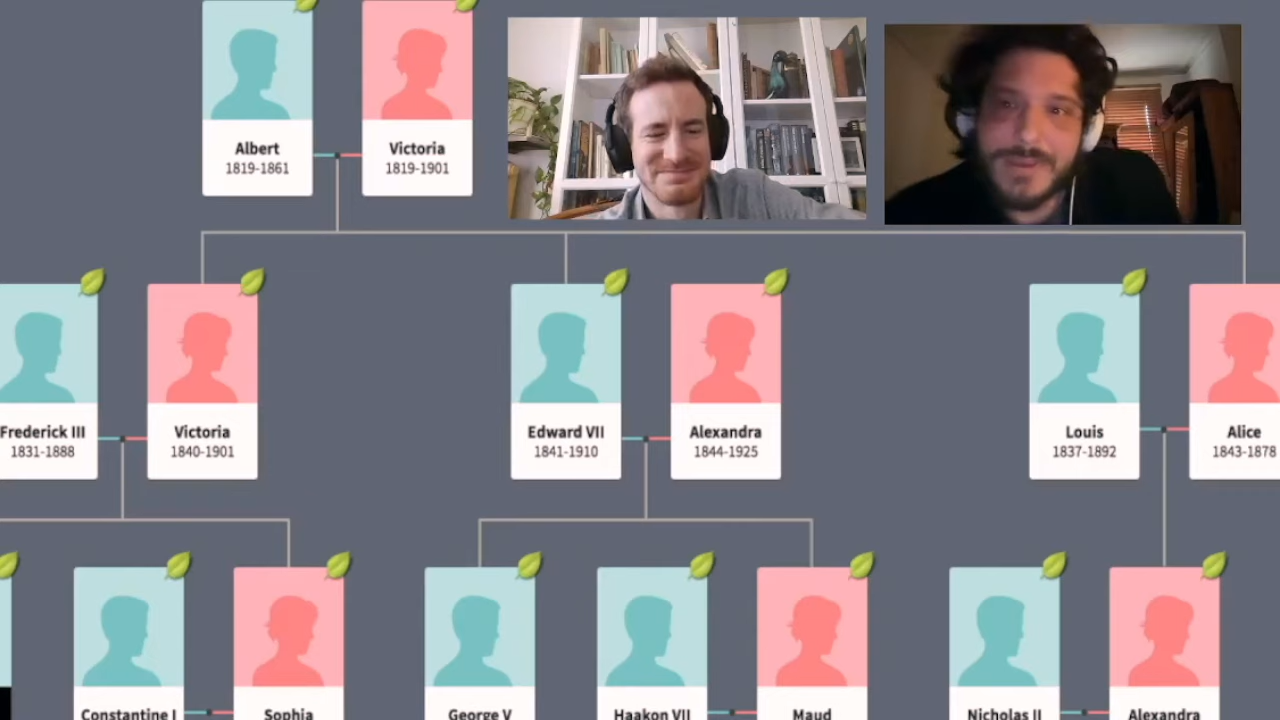 Albert
1819-1861
Victoria
1819-1901
Frederick III
1831-1888
Victoria
1840-1901
Edward VII
1841-1910
Alexandra
1844-1925
Louis
1837-1892
Alice
1843-1878
Constantine I
Sophia
George V
Haakon VII
Maud
Nicholas II
Alexandra